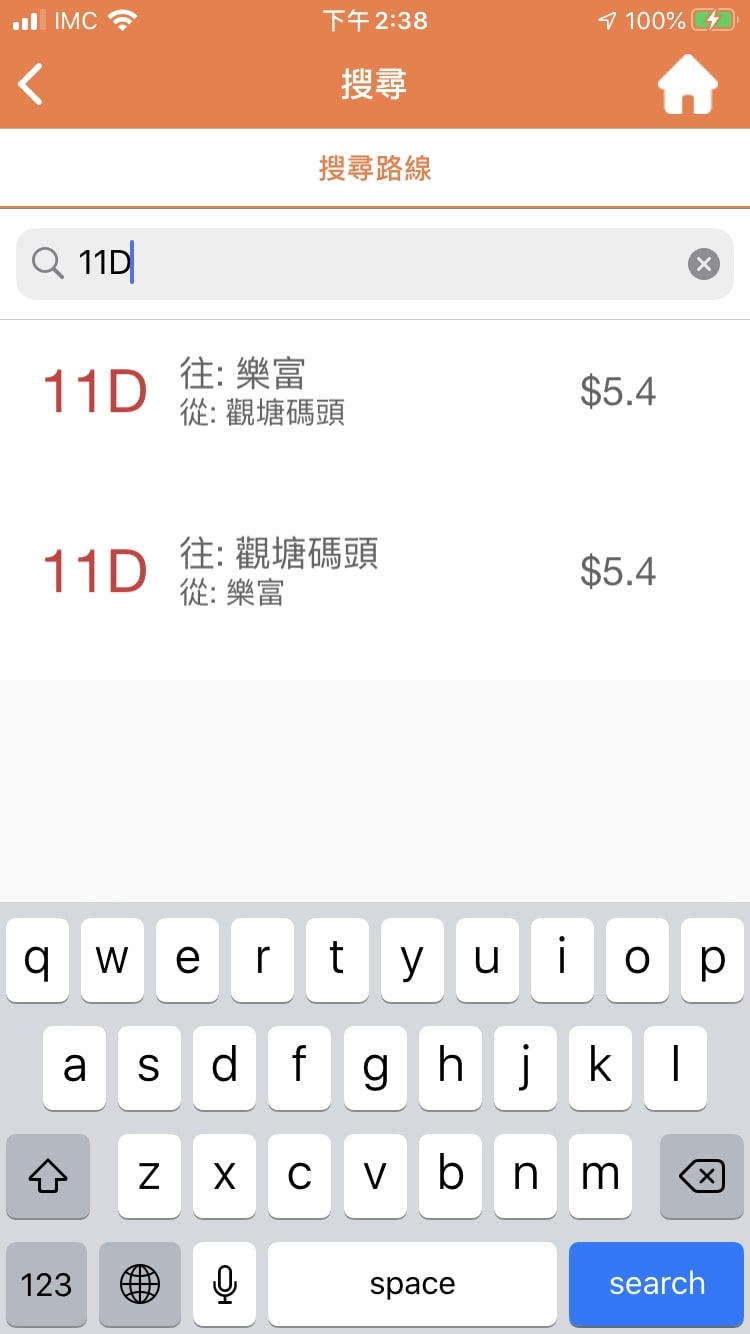 IMC 下午2:38 100%
搜尋
搜尋路線
11D
11D 往: 樂富 $5.4
從: 觀塘碼頭
11D 往: 觀塘碼頭 $5.4
從: 樂富
q w e r t y u i o p
a s d f g h j k l
z x c v b n m
123 space search